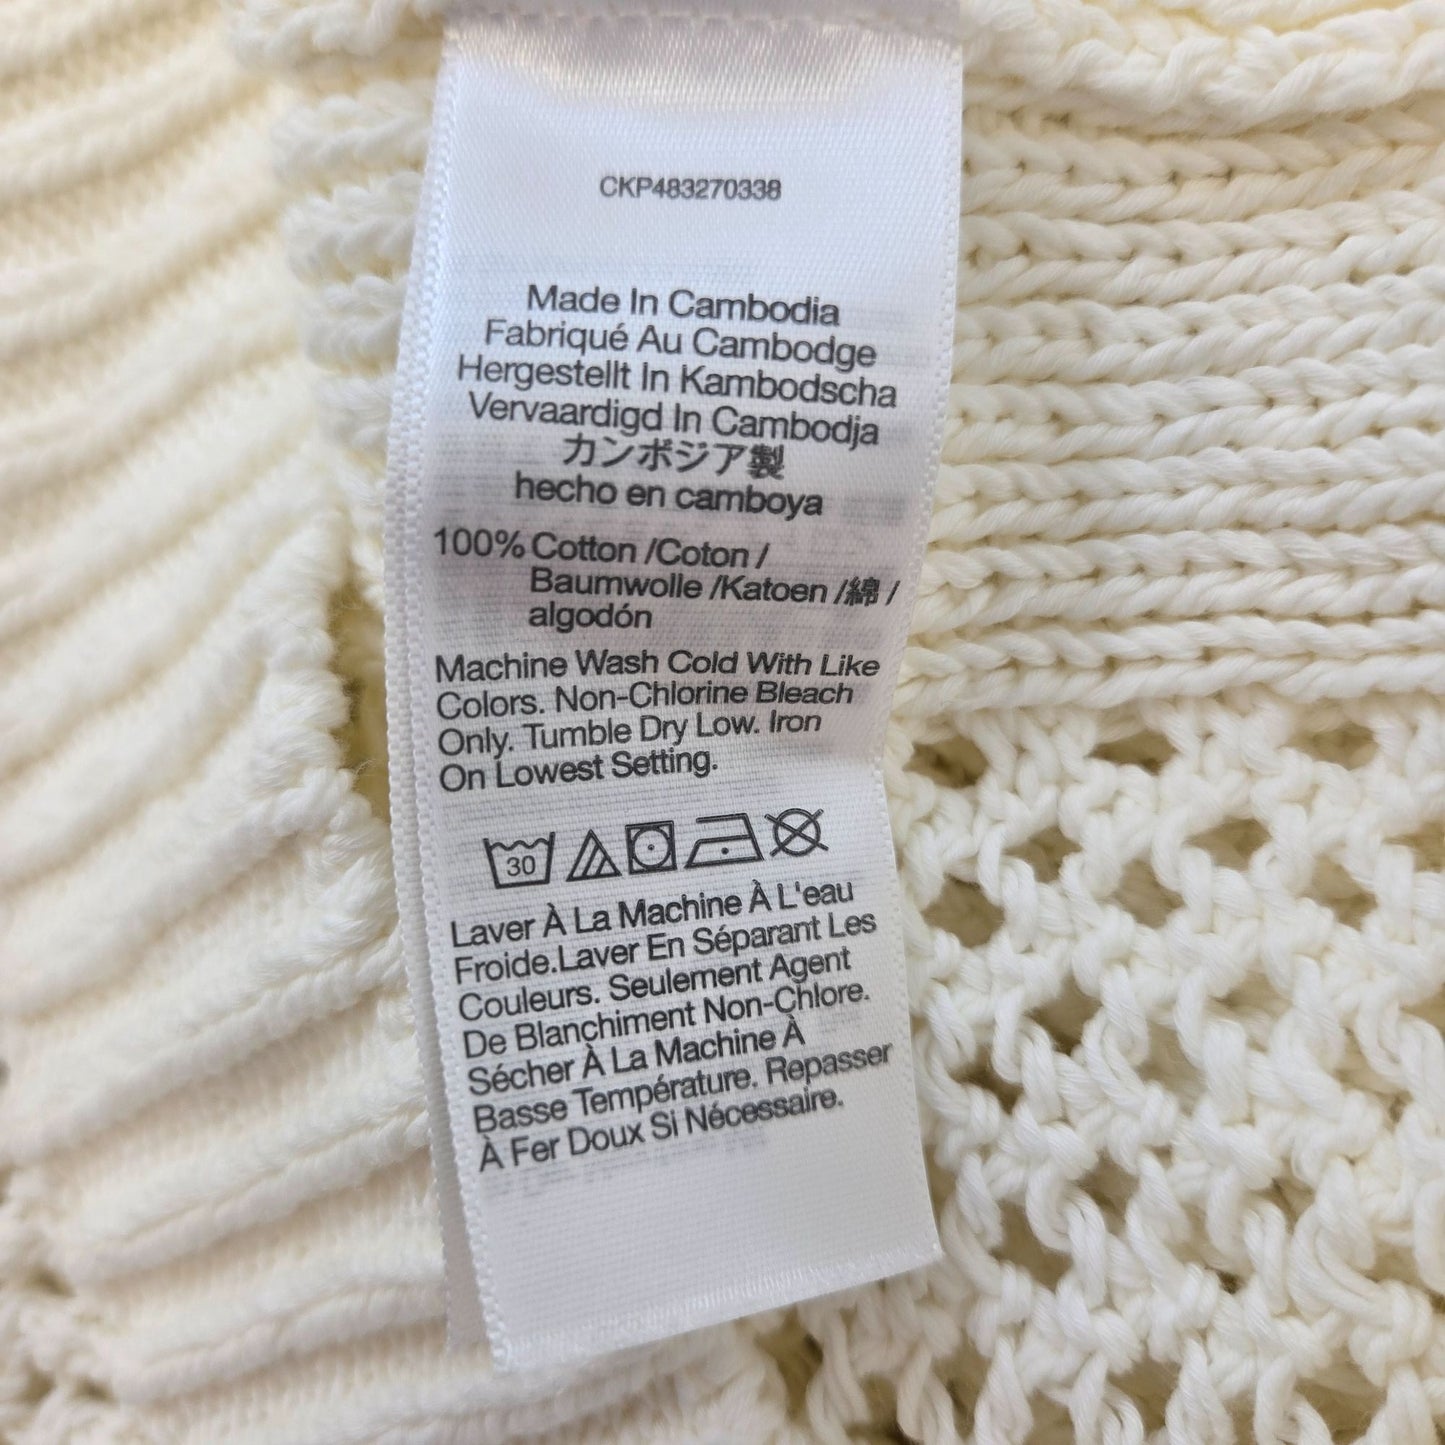 CKP483270338
Made In Cambodia
Fabriqué Au Cambodge
Hergestellt In Kambodscha
Vervaardigd In Cambodja
カンボジア製
hecho en camboya
100% Cotton /Coton /
Baumwolle /Katoen /綿 /
algodón
Machine Wash Cold With Like
Colors. Non-Chlorine Bleach
Only. Tumble Dry Low. Iron
On Lowest Setting.
30
Laver À La Machine À L'eau
Froide.Laver En Séparant Les
Couleurs. Seulement Agent
De Blanchiment Non-Chlore.
Sécher À La Machine À
Basse Température. Repasser
À Fer Doux Si Nécessaire.